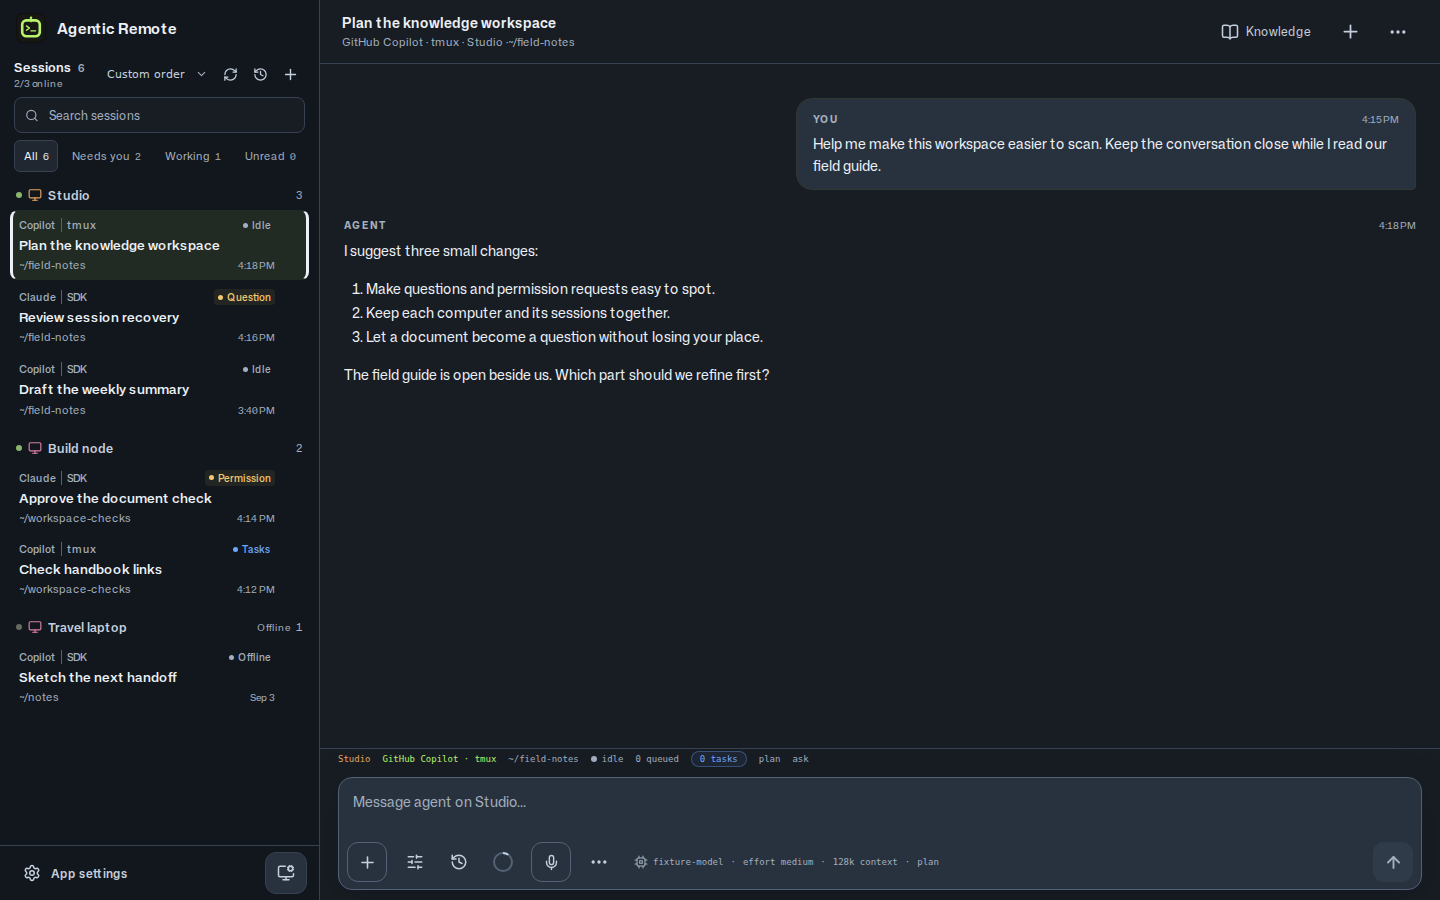 Agentic Remote
Sessions 6
2/3 online
Custom order
Search sessions
All 6
Needs you 2
Working 1
Unread 0
Studio 3
Copilot | tmux Idle
Plan the knowledge workspace
~/field-notes 4:18 PM
Claude | SDK Question
Review session recovery
~/field-notes 4:16 PM
Copilot | SDK Idle
Draft the weekly summary
~/field-notes 3:40 PM
Build node 2
Claude | SDK Permission
Approve the document check
~/workspace-checks 4:14 PM
Copilot | tmux Tasks
Check handbook links
~/workspace-checks 4:12 PM
Travel laptop Offline 1
Copilot | SDK Offline
Sketch the next handoff
~/notes Sep 3
App settings
Plan the knowledge workspace
GitHub Copilot · tmux · Studio · ~/field-notes
Knowledge
YOU 4:15 PM
Help me make this workspace easier to scan. Keep the conversation close while I read our
field guide.
AGENT 4:18 PM
I suggest three small changes:
1. Make questions and permission requests easy to spot.
2. Keep each computer and its sessions together.
3. Let a document become a question without losing your place.
The field guide is open beside us. Which part should we refine first?
Studio GitHub Copilot · tmux ~/field-notes idle 0 queued 0 tasks plan ask
Message agent on Studio...
fixture-model · effort medium · 128k context · plan